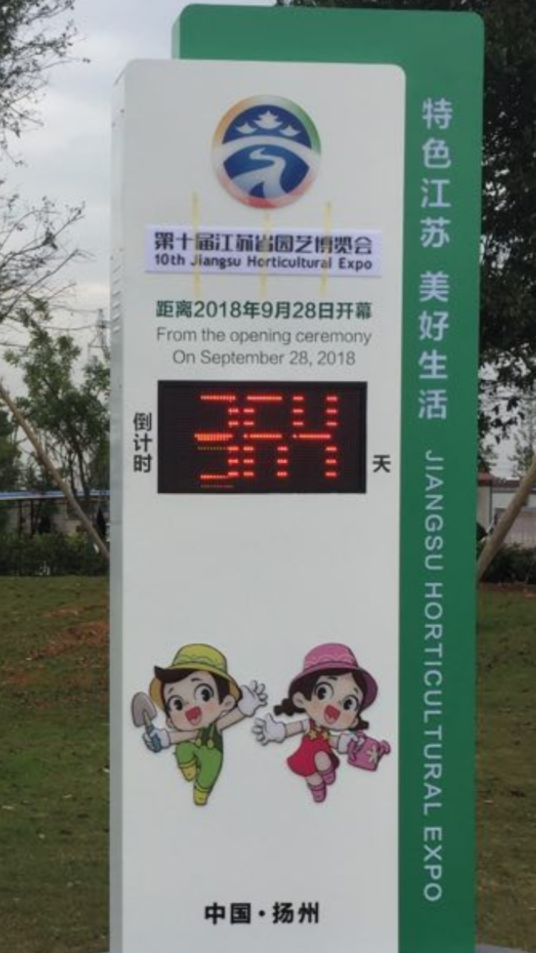 第十届江苏省园艺博览会
10th Jiangsu Horticultural Expo
距离2018年9月28日开幕
From the opening ceremony
On September 28, 2018
倒计时
364
天
中国·扬州
特色江苏 美好生活
JIANGSU HORTICULTURAL EXPO